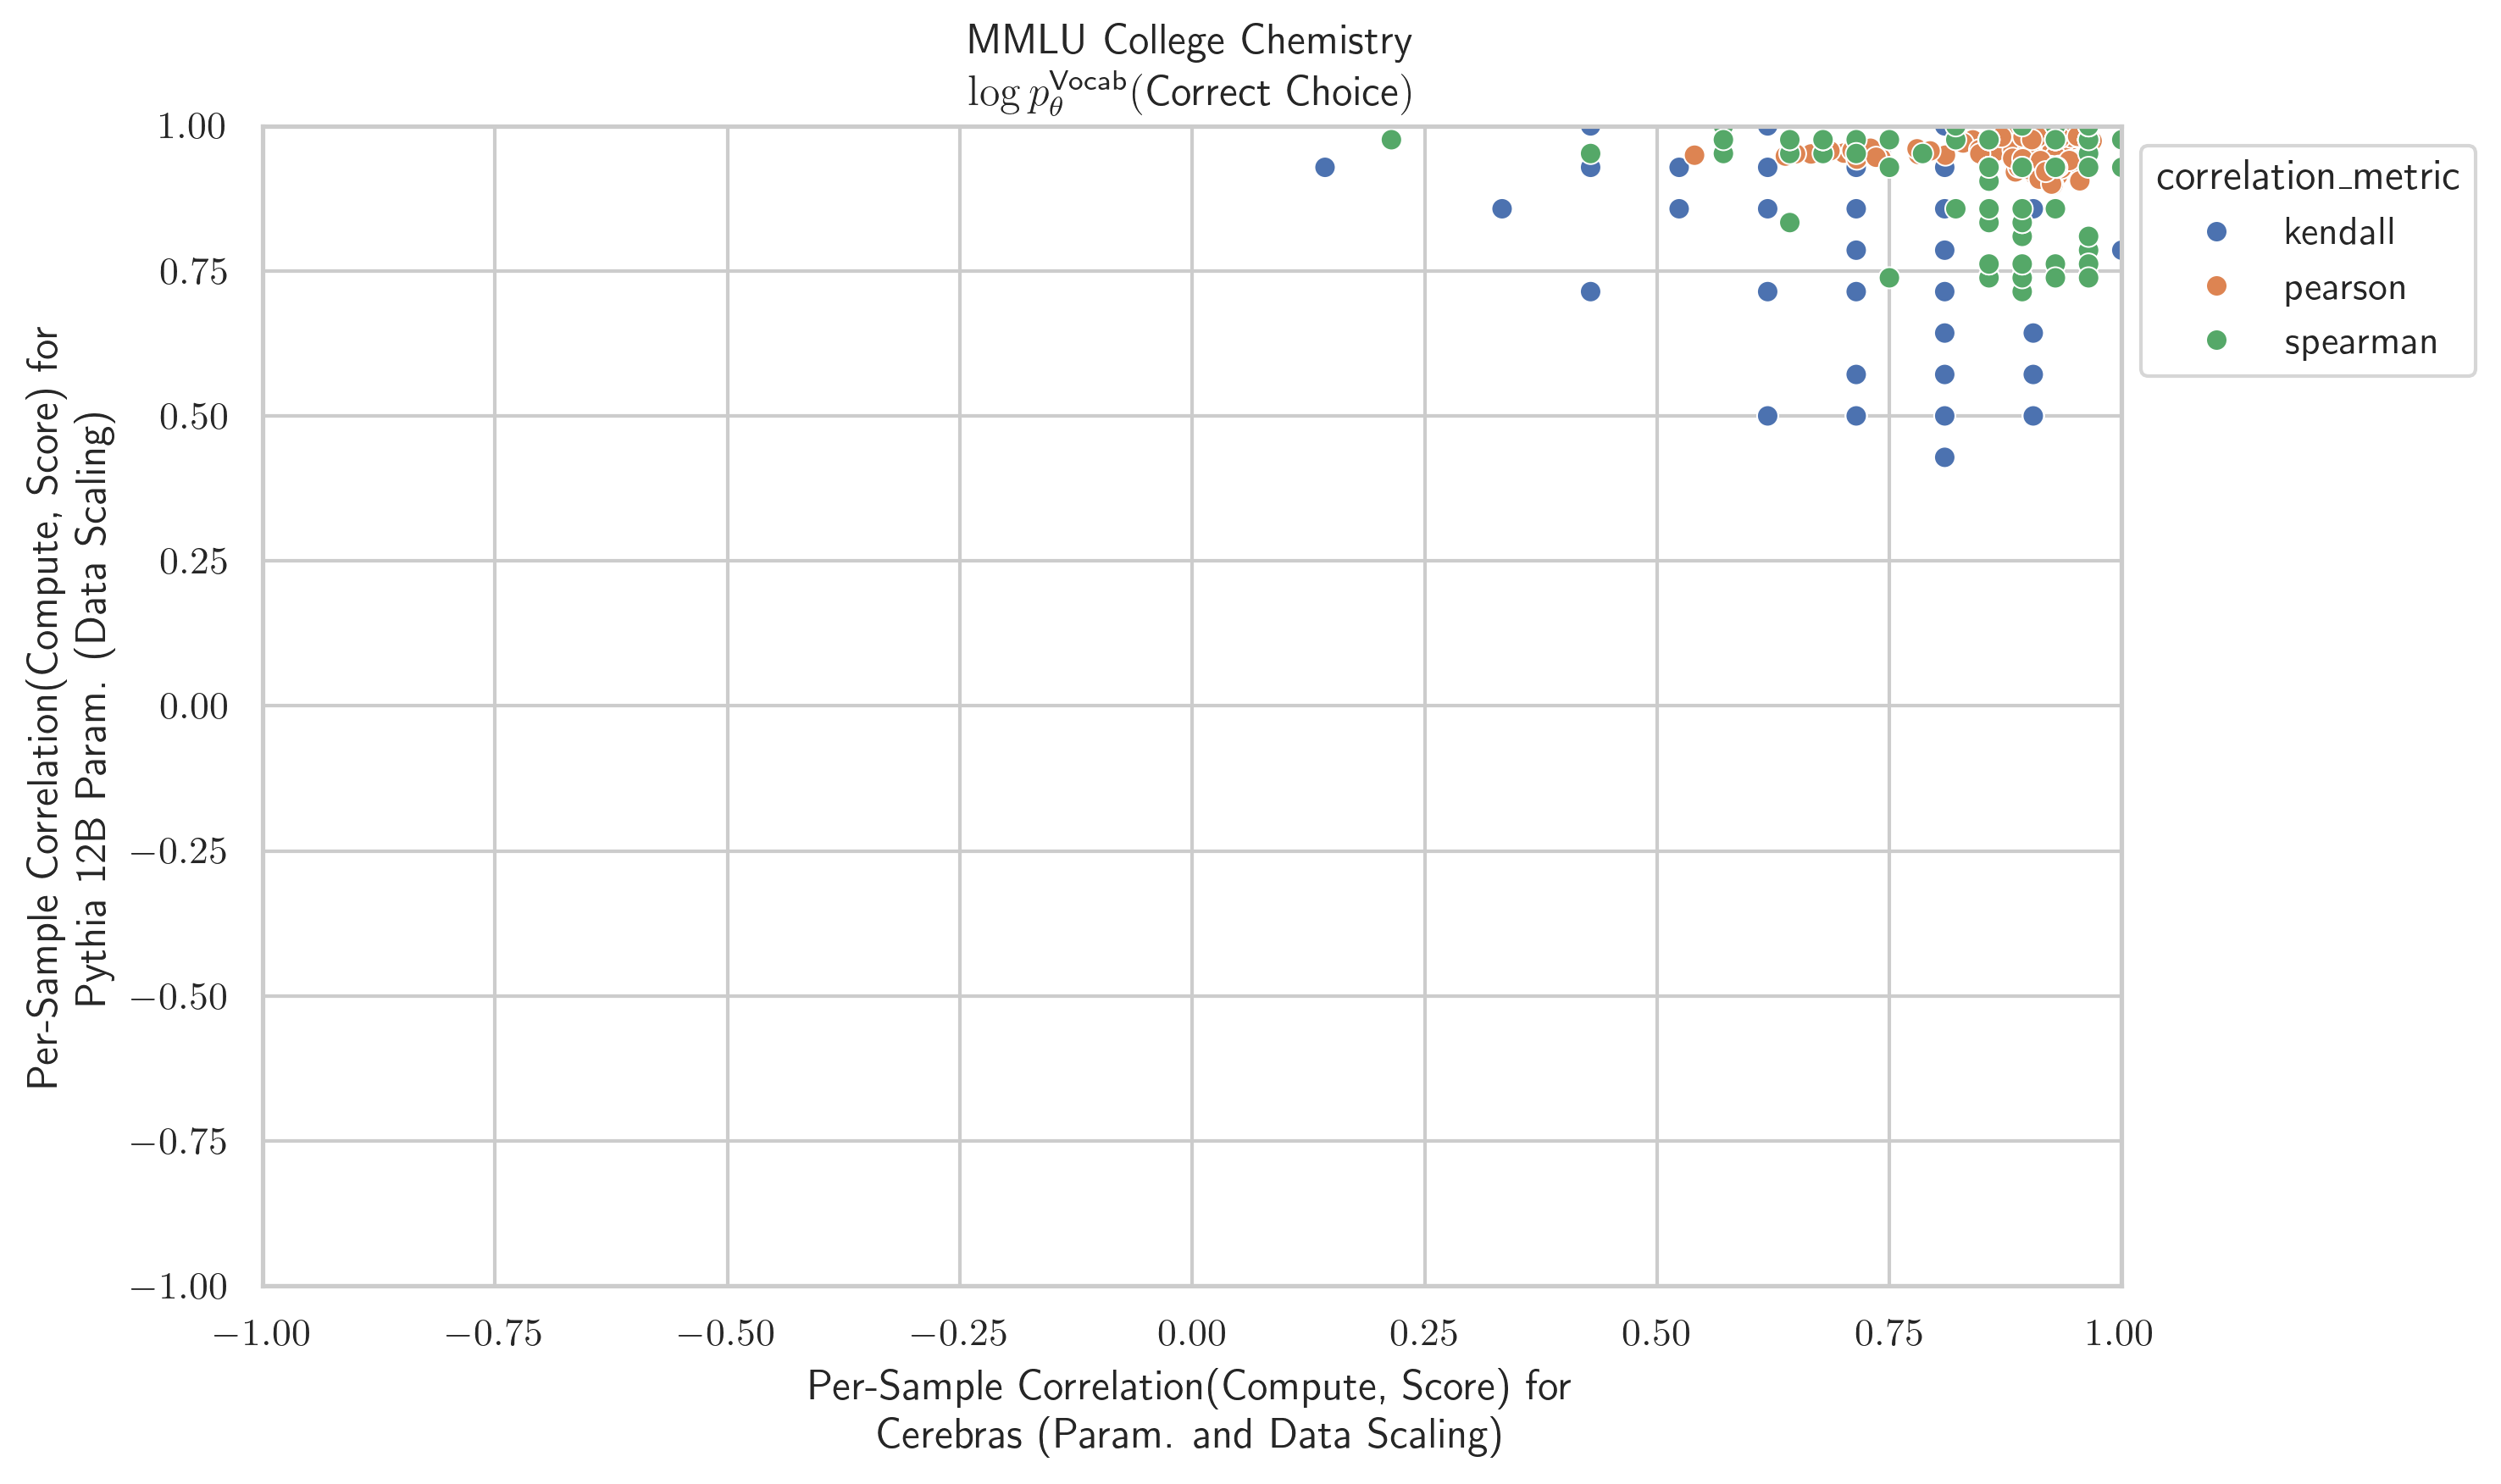 MMLU College Chemistry
log p_θ^Vocab(Correct Choice)
1.00
0.75
0.50
0.25
0.00
−0.25
−0.50
−0.75
−1.00
Per-Sample Correlation(Compute, Score) for
Pythia 12B Param. (Data Scaling)
correlation_metric
kendall
pearson
spearman
−1.00 −0.75 −0.50 −0.25 0.00 0.25 0.50 0.75 1.00
Per-Sample Correlation(Compute, Score) for
Cerebras (Param. and Data Scaling)